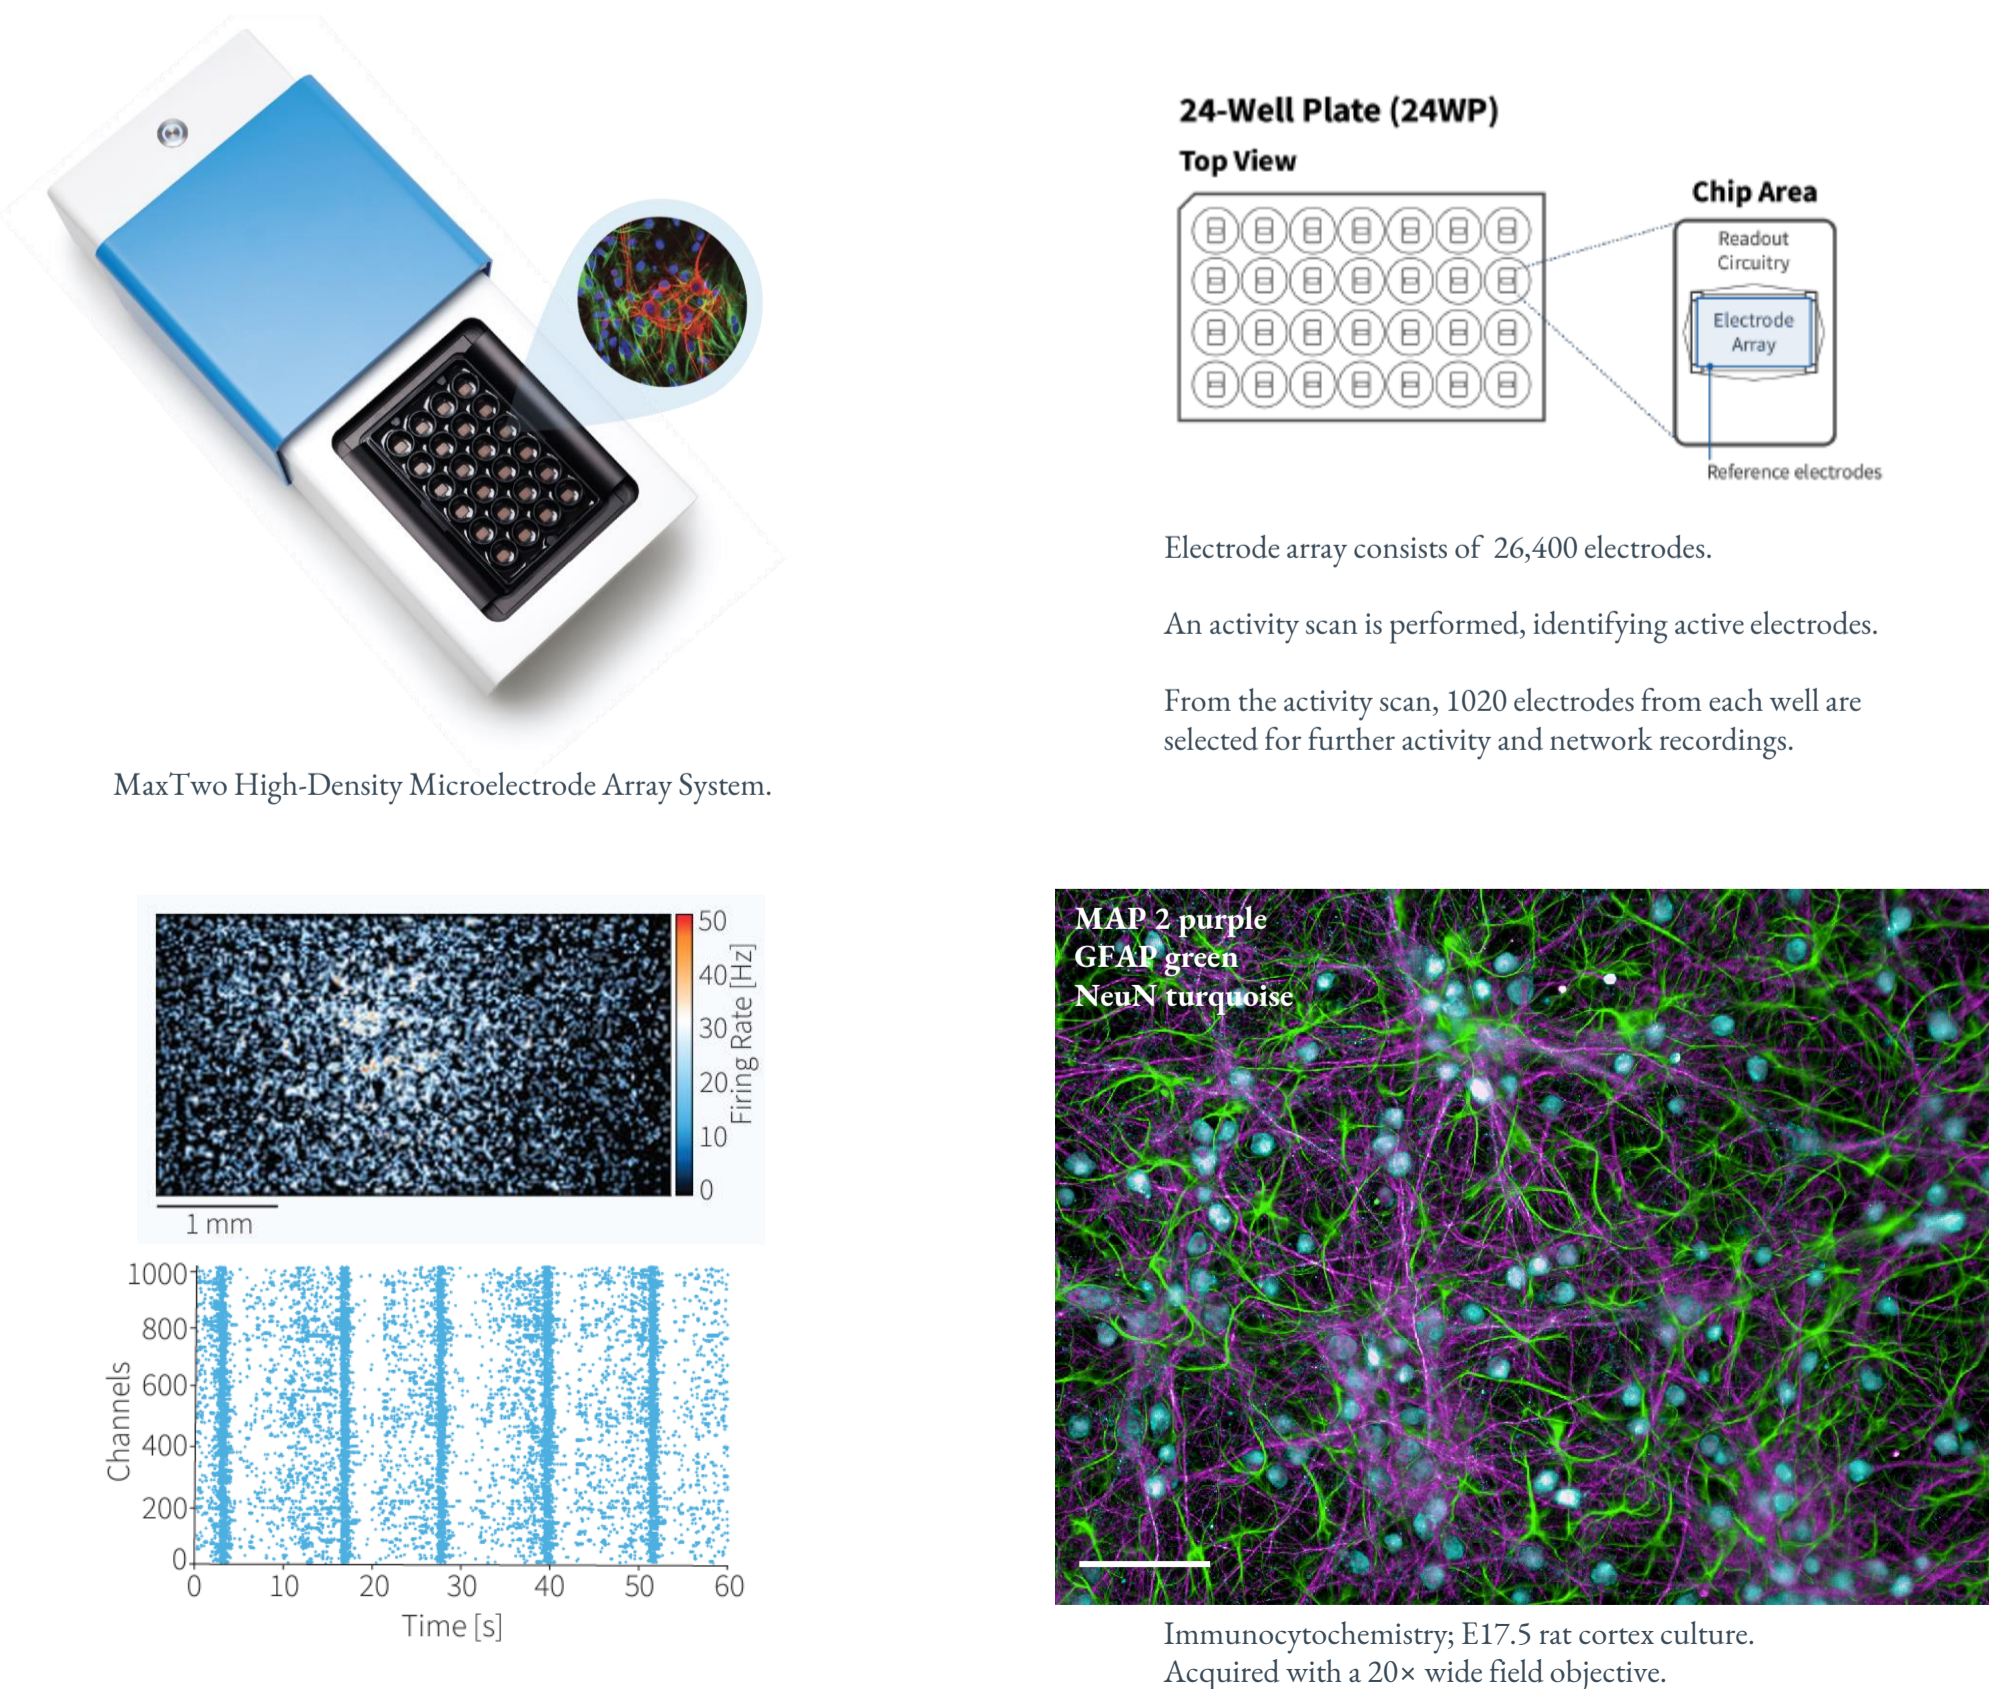 24-Well Plate (24WP)
Top View
Chip Area
Readout
Circuitry
Electrode
Array
Reference electrodes
Electrode array consists of 26,400 electrodes.
An activity scan is performed, identifying active electrodes.
From the activity scan, 1020 electrodes from each well are
selected for further activity and network recordings.
MaxTwo High-Density Microelectrode Array System.
50
40
30
20
10
0
Firing Rate [Hz]
1 mm
1000
800
600
400
200
0
Channels
0 10 20 30 40 50 60
Time [s]
MAP 2 purple
GFAP green
NeuN turquoise
Immunocytochemistry; E17.5 rat cortex culture.
Acquired with a 20× wide field objective.